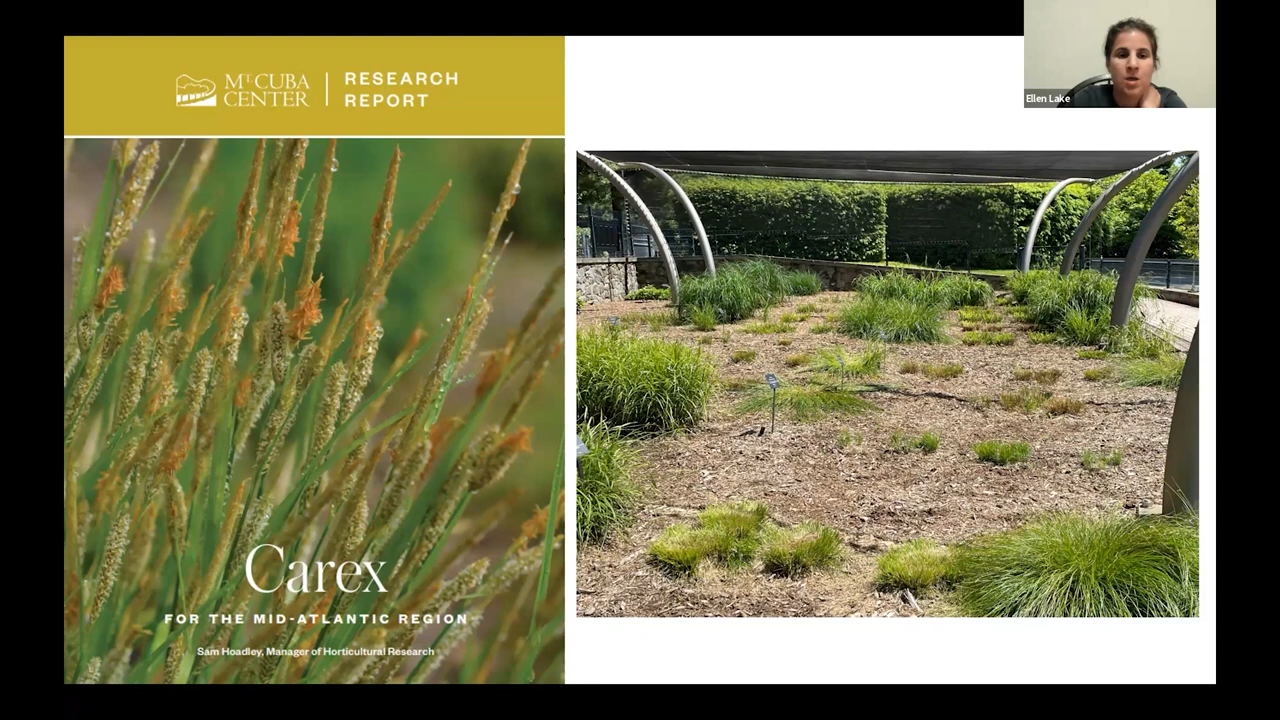 Mᵀ CUBA
CENTER
RESEARCH
REPORT
Carex
FOR THE MID-ATLANTIC REGION
Sam Hoadley, Manager of Horticultural Research
Ellen Lake